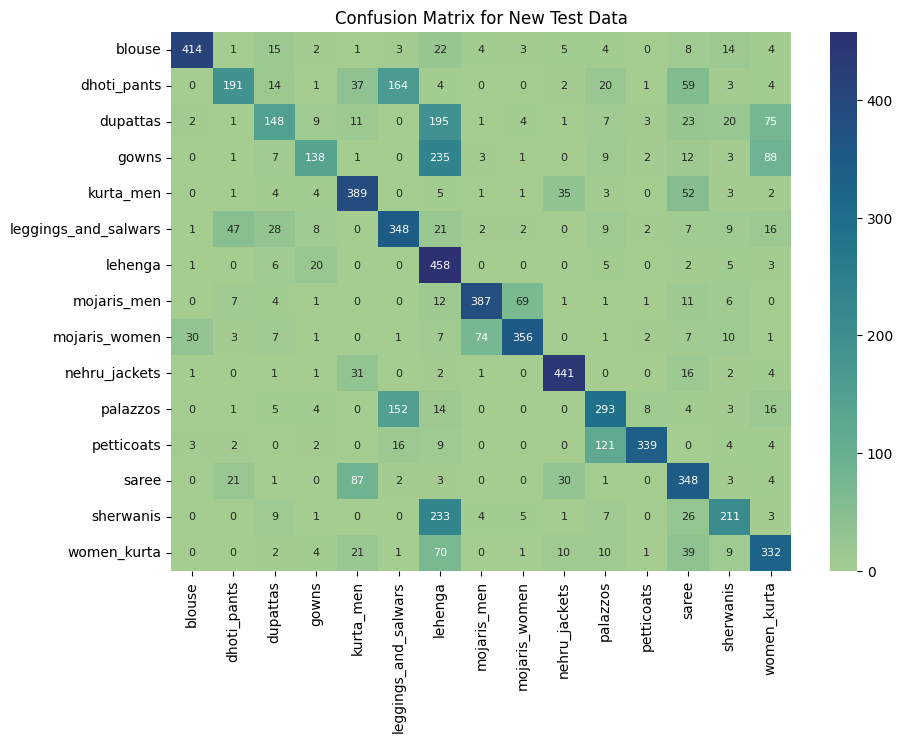 Confusion Matrix for New Test Data
blouse 414 1 15 2 1 3 22 4 3 5 4 0 8 14 4
dhoti_pants 0 191 14 1 37 164 4 0 0 2 20 1 59 3 4
dupattas 2 1 148 9 11 0 195 1 4 1 7 3 23 20 75
gowns 0 1 7 138 1 0 235 3 1 0 9 2 12 3 88
kurta_men 0 1 4 4 389 0 5 1 1 35 3 0 52 3 2
leggings_and_salwars 1 47 28 8 0 348 21 2 2 0 9 2 7 9 16
lehenga 1 0 6 20 0 0 458 0 0 0 5 0 2 5 3
mojaris_men 0 7 4 1 0 0 12 387 69 1 1 1 11 6 0
mojaris_women 30 3 7 1 0 1 7 74 356 0 1 2 7 10 1
nehru_jackets 1 0 1 1 31 0 2 1 0 441 0 0 16 2 4
palazzos 0 1 5 4 0 152 14 0 0 0 293 8 4 3 16
petticoats 3 2 0 2 0 16 9 0 0 0 121 339 0 4 4
saree 0 21 1 0 87 2 3 0 0 30 1 0 348 3 4
sherwanis 0 0 9 1 0 0 233 4 5 1 7 0 26 211 3
women_kurta 0 0 2 4 21 1 70 0 1 10 10 1 39 9 332
blouse
dhoti_pants
dupattas
gowns
kurta_men
leggings_and_salwars
lehenga
mojaris_men
mojaris_women
nehru_jackets
palazzos
petticoats
saree
sherwanis
women_kurta
400
300
200
100
0